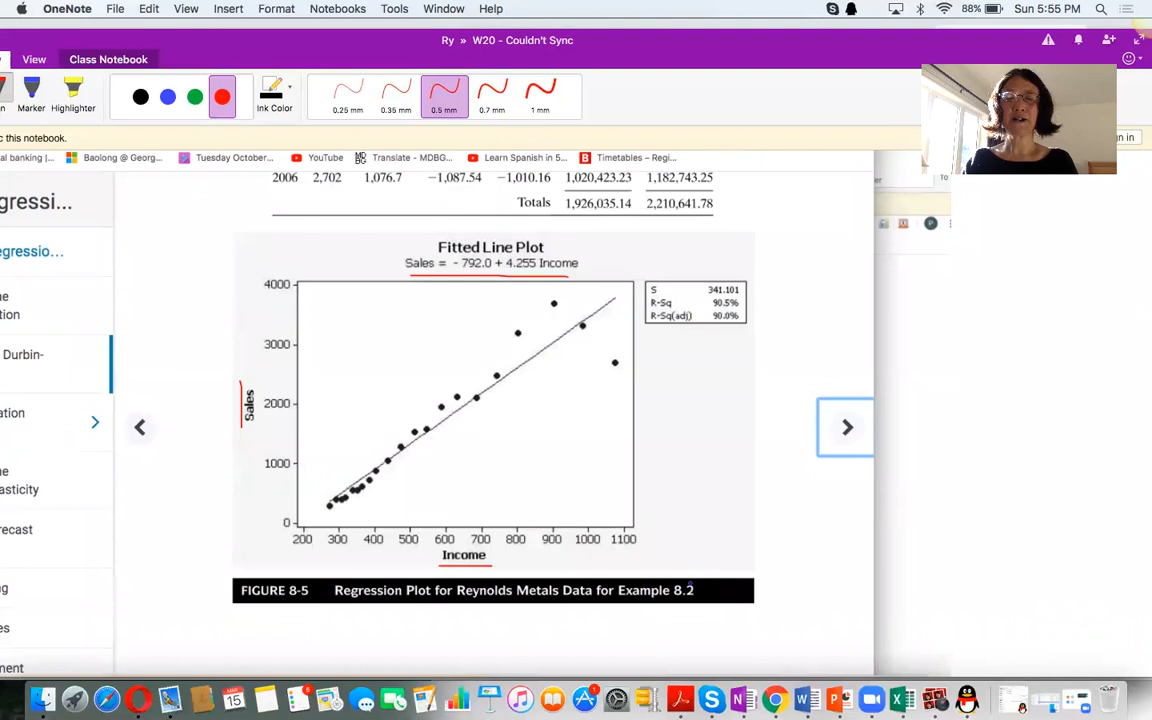 OneNote File Edit View Insert Format Notebooks Tools Window Help 88% Sun 5:55 PM
Ry » W20 - Couldn't Sync
View Class Notebook
Marker Highlighter Ink Color 0.25 mm 0.35 mm 0.5 mm 0.7 mm 1 mm
c this notebook.
al banking |... Baolong @ Georg... Tuesday October... YouTube Translate - MDBG... Learn Spanish in 5... Timetables – Regi...
2006 2,702 1,076.7 −1,087.54 −1,010.16 1,020,423.23 1,182,743.25
Totals 1,926,035.14 2,210,641.78
gressi...
egressio...
Durbin-
Fitted Line Plot
Sales = - 792.0 + 4.255 Income
S 341.101
R-Sq 90.5%
R-Sq(adj) 90.0%
4000
3000
2000
1000
0
Sales
200 300 400 500 600 700 800 900 1000 1100
Income
FIGURE 8-5 Regression Plot for Reynolds Metals Data for Example 8.2
MAR
15